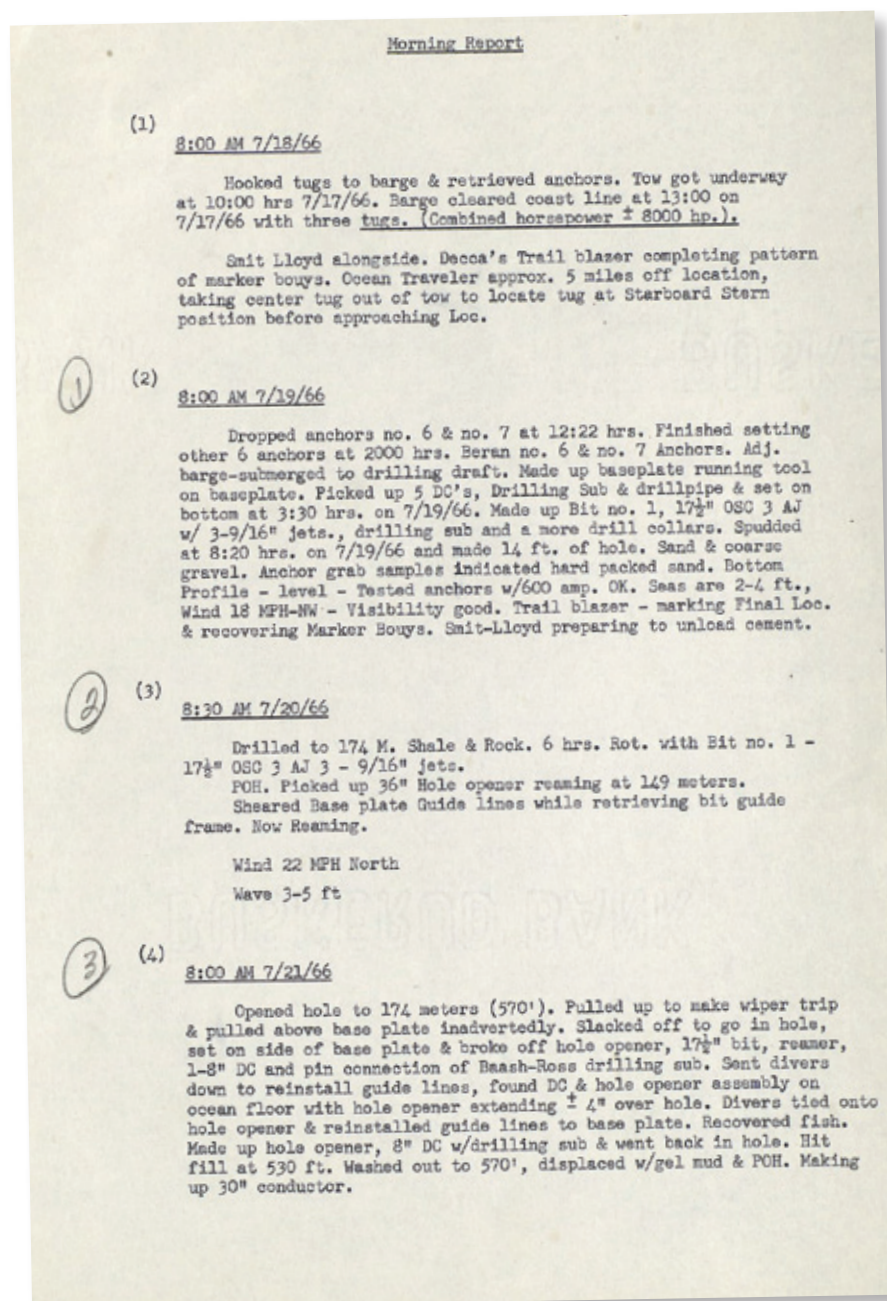 Morning Report
(1)
8:00 AM 7/18/66
Hooked tugs to barge & retrieved anchors. Tow got underway
at 10:00 hrs 7/17/66. Barge cleared coast line at 13:00 on
7/17/66 with three tugs. (Combined horsepower ± 8000 hp.).
Smit Lloyd alongside. Decca's Trail blazer completing pattern
of marker bouys. Ocean Traveler approx. 5 miles off location,
taking center tug out of tow to locate tug at Starboard Stern
position before approaching Loc.
1
(2)
8:00 AM 7/19/66
Dropped anchors no. 6 & no. 7 at 12:22 hrs. Finished setting
other 6 anchors at 2000 hrs. Beran no. 6 & no. 7 Anchors. Adj.
barge-submerged to drilling draft. Made up baseplate running tool
on baseplate. Picked up 5 DC's, Drilling Sub & drillpipe & set on
bottom at 3:30 hrs. on 7/19/66. Made up Bit no. 1, 17½" OSC 3 AJ
w/ 3-9/16" jets., drilling sub and a more drill collars. Spudded
at 8:20 hrs. on 7/19/66 and made 14 ft. of hole. Sand & coarse
gravel. Anchor grab samples indicated hard packed sand. Bottom
Profile - level - Tested anchors w/600 amp. OK. Seas are 2-4 ft.,
Wind 18 MPH-NW - Visibility good. Trail blazer - marking Final Loc.
& recovering Marker Bouys. Smit-Lloyd preparing to unload cement.
2
(3)
8:30 AM 7/20/66
Drilled to 174 M. Shale & Rock. 6 hrs. Rot. with Bit no. 1 -
17½" OSC 3 AJ 3 - 9/16" jets.
POH. Picked up 36" Hole opener reaming at 149 meters.
Sheared Base plate Guide lines while retrieving bit guide
frame. Now Reaming.
Wind 22 MPH North
Wave 3-5 ft
3
(4)
8:00 AM 7/21/66
Opened hole to 174 meters (570'). Pulled up to make wiper trip
& pulled above base plate inadvertedly. Slacked off to go in hole,
set on side of base plate & broke off hole opener, 17½" bit, reamer,
1-8" DC and pin connection of Baash-Ross drilling sub. Sent divers
down to reinstall guide lines, found DC & hole opener assembly on
ocean floor with hole opener extending ± 4" over hole. Divers tied onto
hole opener & reinstalled guide lines to base plate. Recovered fish.
Made up hole opener, 8" DC w/drilling sub & went back in hole. Hit
fill at 530 ft. Washed out to 570', displaced w/gel mud & POH. Making
up 30" conductor.